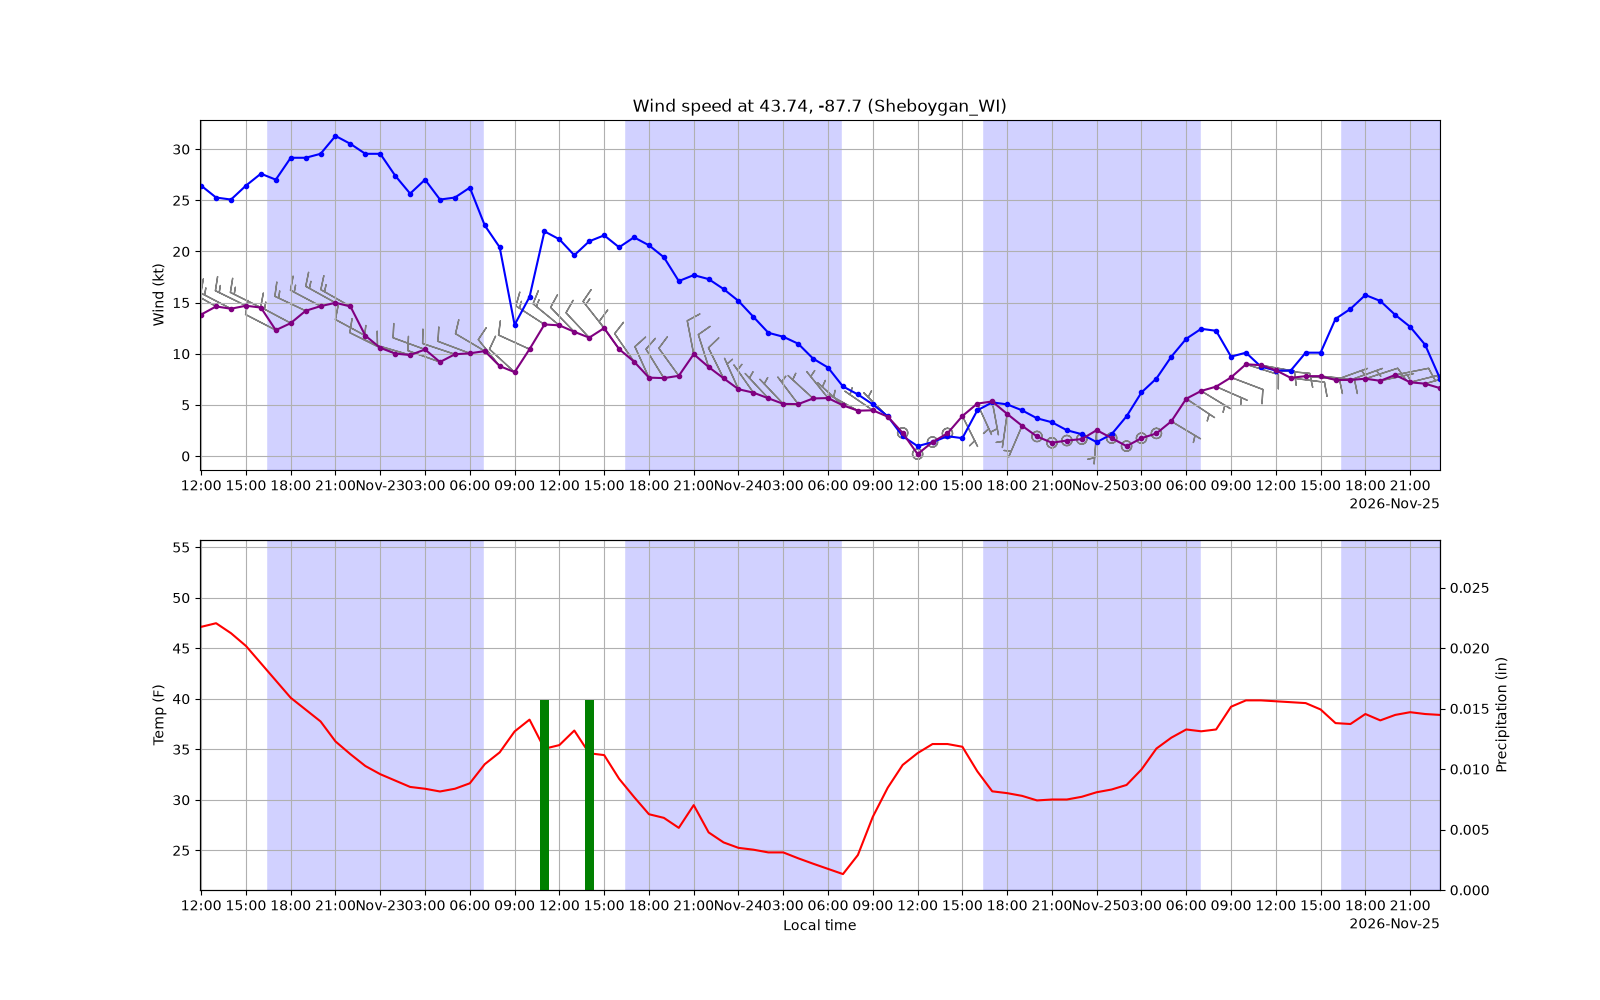 Wind speed at 43.74, -87.7 (Sheboygan_WI)
Wind (kt)
30
25
20
15
10
5
0
12:00 15:00 18:00 21:00 Nov-23 03:00 06:00 09:00 12:00 15:00 18:00 21:00 Nov-24 03:00 06:00 09:00 12:00 15:00 18:00 21:00 Nov-25 03:00 06:00 09:00 12:00 15:00 18:00 21:00
2026-Nov-25
Temp (F)
55
50
45
40
35
30
25
0.025
0.020
0.015
0.010
0.005
0.000
Precipitation (in)
12:00 15:00 18:00 21:00 Nov-23 03:00 06:00 09:00 12:00 15:00 18:00 21:00 Nov-24 03:00 06:00 09:00 12:00 15:00 18:00 21:00 Nov-25 03:00 06:00 09:00 12:00 15:00 18:00 21:00
Local time
2026-Nov-25